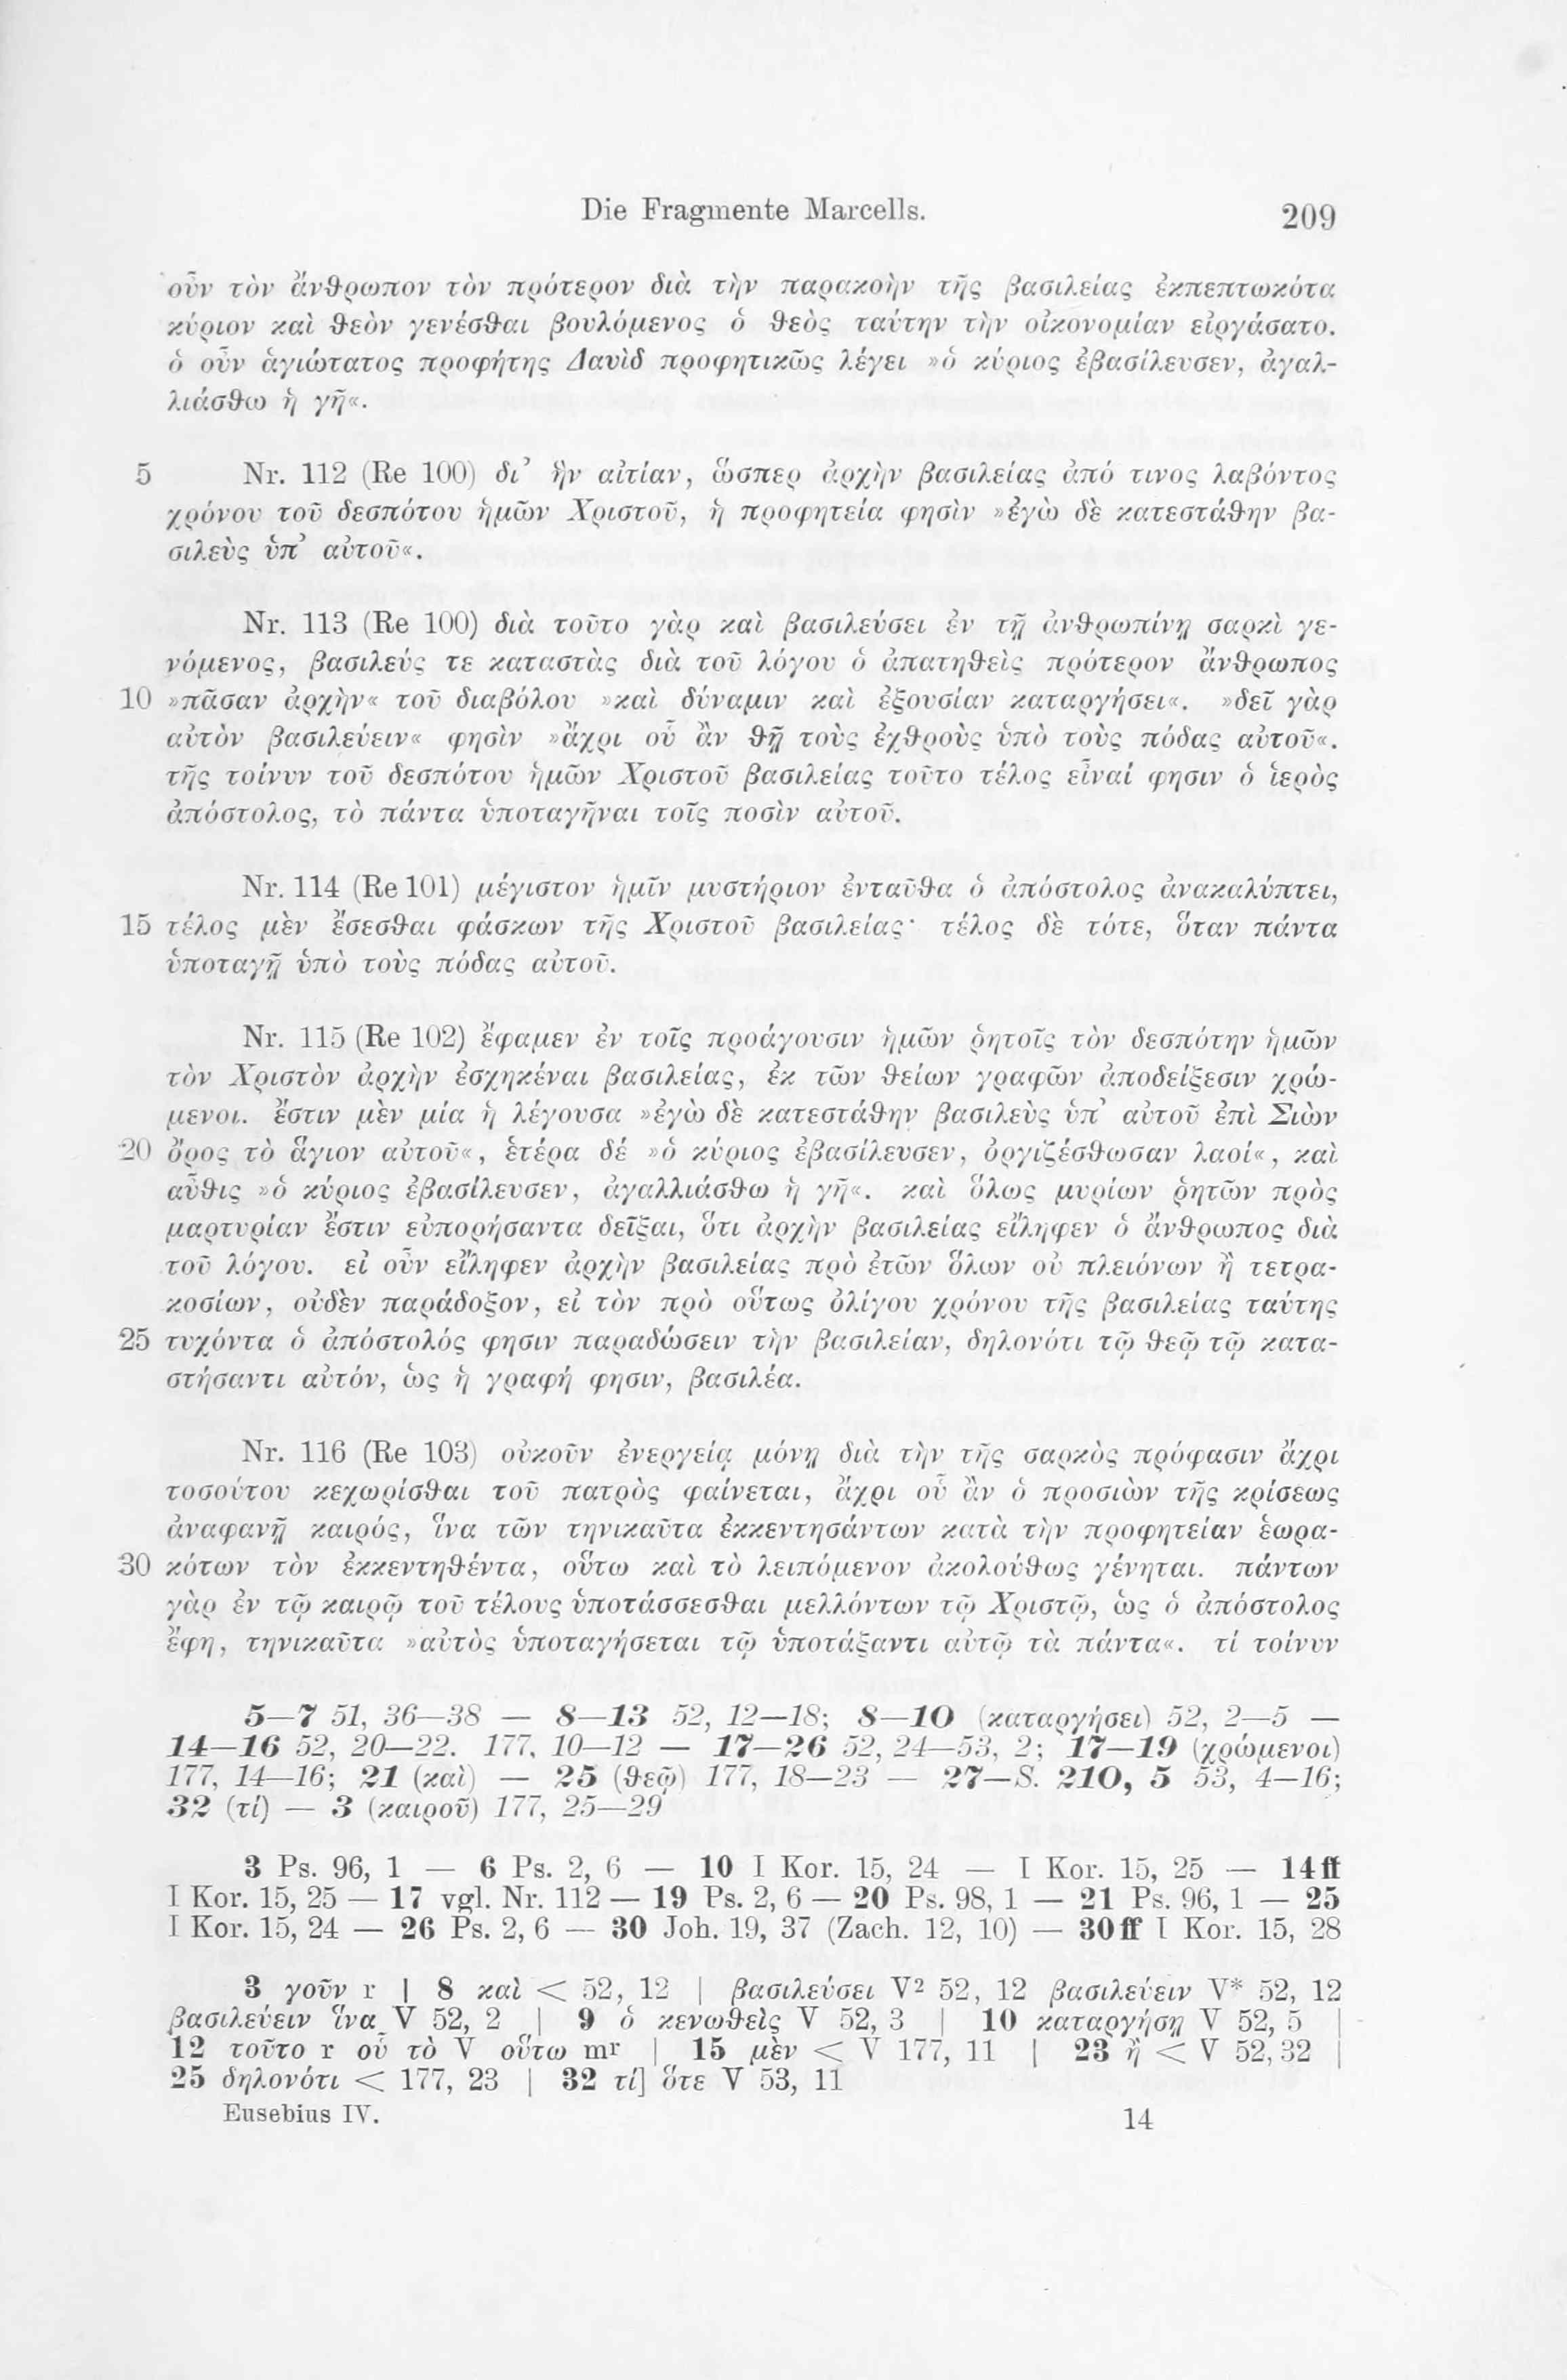 Die Fragmente Marcells. 209
οὖν τὸν ἄνθρωπον τὸν πρότερον διὰ τὴν παρακοὴν τῆς βασιλείας ἐκπεπτωκότα
κύριον καὶ θεὸν γενέσθαι βουλόμενος ὁ θεὸς ταύτην τὴν οἰκονομίαν εἰργάσατο.
ὁ οὖν ἁγιώτατος προφήτης Δαυὶδ προφητικῶς λέγει »ὁ κύριος ἐβασίλευσεν, ἀγαλ-
λιάσθω ἡ γῆ«.
5 Nr. 112 (Re 100) δι’ ἣν αἰτίαν, ὥσπερ ἀρχὴν βασιλείας ἀπό τινος λαβόντος
χρόνου τοῦ δεσπότου ἡμῶν Χριστοῦ, ἡ προφητεία φησὶν »ἐγὼ δὲ κατεστάθην βα-
σιλεὺς ὑπ’ αὐτοῦ«.
Nr. 113 (Re 100) διὰ τοῦτο γὰρ καὶ βασιλεύσει ἐν τῇ ἀνθρωπίνῃ σαρκὶ γε-
νόμενος, βασιλεύς τε καταστὰς διὰ τοῦ λόγου ὁ ἀπατηθεὶς πρότερον ἄνθρωπος
10 »πᾶσαν ἀρχὴν« τοῦ διαβόλου »καὶ δύναμιν καὶ ἐξουσίαν καταργήσει«. »δεῖ γὰρ
αὐτὸν βασιλεύειν« φησὶν »ἄχρι οὗ ἂν θῇ τοὺς ἐχθροὺς ὑπὸ τοὺς πόδας αὐτοῦ«.
τῆς τοίνυν τοῦ δεσπότου ἡμῶν Χριστοῦ βασιλείας τοῦτο τέλος εἶναί φησιν ὁ ἱερὸς
ἀπόστολος, τὸ πάντα ὑποταγῆναι τοῖς ποσὶν αὐτοῦ.
Nr. 114 (Re 101) μέγιστον ἡμῖν μυστήριον ἐνταῦθα ὁ ἀπόστολος ἀνακαλύπτει,
15 τέλος μὲν ἔσεσθαι φάσκων τῆς Χριστοῦ βασιλείας· τέλος δὲ τότε, ὅταν πάντα
ὑποταγῇ ὑπὸ τοὺς πόδας αὐτοῦ.
Nr. 115 (Re 102) ἔφαμεν ἐν τοῖς προάγουσιν ἡμῶν ῥητοῖς τὸν δεσπότην ἡμῶν
τὸν Χριστὸν ἀρχὴν ἐσχηκέναι βασιλείας, ἐκ τῶν θείων γραφῶν ἀποδείξεσιν χρώ-
μενοι. ἔστιν μὲν μία ἡ λέγουσα »ἐγὼ δὲ κατεστάθην βασιλεὺς ὑπ’ αὐτοῦ ἐπὶ Σιὼν
20 ὄρος τὸ ἅγιον αὐτοῦ«, ἑτέρα δέ »ὁ κύριος ἐβασίλευσεν, ὀργιζέσθωσαν λαοί«, καὶ
αὖθις »ὁ κύριος ἐβασίλευσεν, ἀγαλλιάσθω ἡ γῆ«. καὶ ὅλως μυρίων ῥητῶν πρὸς
μαρτυρίαν ἔστιν εὐπορήσαντα δεῖξαι, ὅτι ἀρχὴν βασιλείας εἴληφεν ὁ ἄνθρωπος διὰ
τοῦ λόγου. εἰ οὖν εἴληφεν ἀρχὴν βασιλείας πρὸ ἐτῶν ὅλων οὐ πλειόνων ἢ τετρα-
κοσίων, οὐδὲν παράδοξον, εἰ τὸν πρὸ οὕτως ὀλίγου χρόνου τῆς βασιλείας ταύτης
25 τυχόντα ὁ ἀπόστολός φησιν παραδώσειν τὴν βασιλείαν, δηλονότι τῷ θεῷ τῷ κατα-
στήσαντι αὐτόν, ὡς ἡ γραφή φησιν, βασιλέα.
Nr. 116 (Re 103) οὐκοῦν ἐνεργείᾳ μόνῃ διὰ τὴν τῆς σαρκὸς πρόφασιν ἄχρι
τοσούτου κεχωρίσθαι τοῦ πατρὸς φαίνεται, ἄχρι οὗ ἂν ὁ προσιὼν τῆς κρίσεως
ἀναφανῇ καιρός, ἵνα τῶν τηνικαῦτα ἐκκεντησάντων κατὰ τὴν προφητείαν ἑωρα-
30 κότων τὸν ἐκκεντηθέντα, οὕτω καὶ τὸ λειπόμενον ἀκολούθως γένηται. πάντων
γὰρ ἐν τῷ καιρῷ τοῦ τέλους ὑποτάσσεσθαι μελλόντων τῷ Χριστῷ, ὡς ὁ ἀπόστολος
ἔφη, τηνικαῦτα »αὐτὸς ὑποταγήσεται τῷ ὑποτάξαντι αὐτῷ τὰ πάντα«. τί τοίνυν
5—7 51, 36—38 — 8—13 52, 12—18; 8—10 (καταργήσει) 52, 2—5 —
14—16 52, 20—22. 177, 10—12 — 17—26 52, 24—53, 2; 17—19 (χρώμενοι)
177, 14—16; 21 (καὶ) — 25 (θεῷ) 177, 18—23 — 27—S. 210, 5 53, 4—16;
32 (τί) — 3 (καιροῦ) 177, 25—29
3 Ps. 96, 1 — 6 Ps. 2, 6 — 10 I Kor. 15, 24 — I Kor. 15, 25 — 14 ff
I Kor. 15, 25 — 17 vgl. Nr. 112 — 19 Ps. 2, 6 — 20 Ps. 98, 1 — 21 Ps. 96, 1 — 25
I Kor. 15, 24 — 26 Ps. 2, 6 — 30 Joh. 19, 37 (Zach. 12, 10) — 30 ff I Kor. 15, 28
3 γοῦν r | 8 καὶ < 52, 12 | βασιλεύσει V² 52, 12 βασιλεύειν V* 52, 12
βασιλεύειν ἵνα V 52, 2 | 9 ὁ κενωθεὶς V 52, 3 | 10 καταργήσῃ V 52, 5 |
12 τοῦτο r οὗ τὸ V οὕτω mr | 15 μὲν < V 177, 11 | 23 ἢ < V 52, 32 |
25 δηλονότι < 177, 23 | 32 τί] ὅτε V 53, 11
Eusebius IV. 14